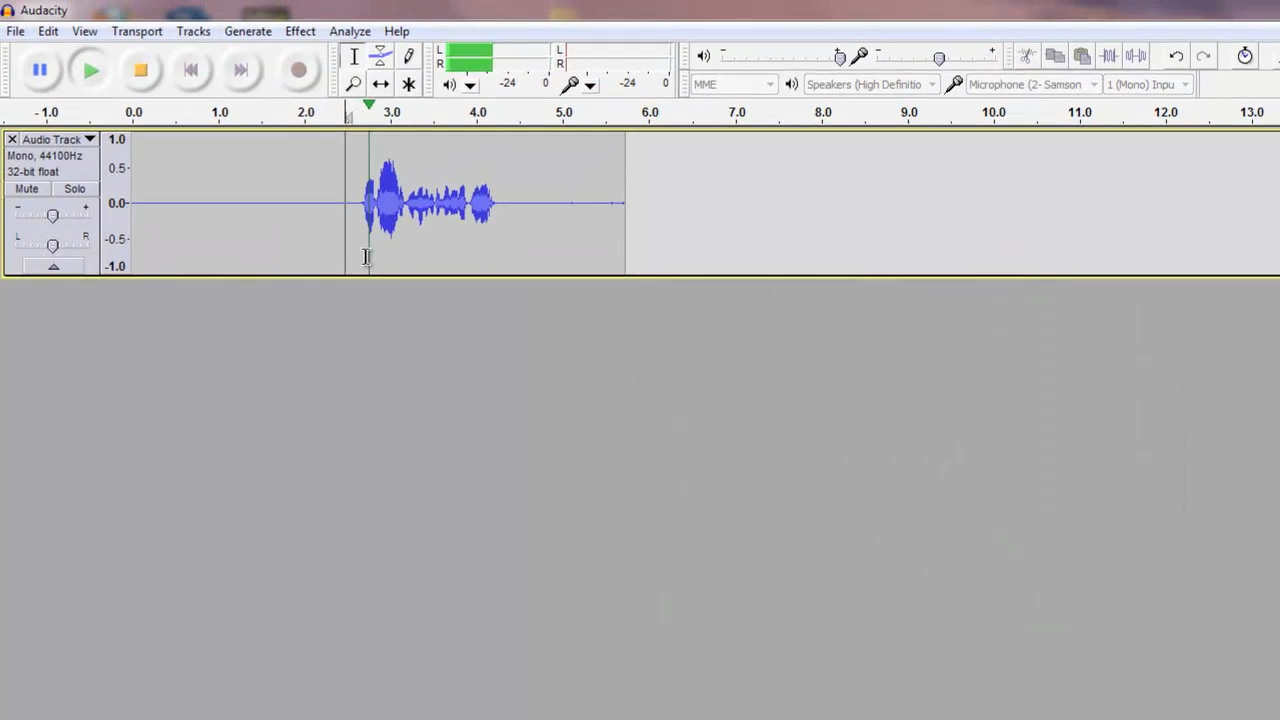 Audacity
File Edit View Transport Tracks Generate Effect Analyze Help
L
R
-24 0
L
R
-24 0
MME Speakers (High Definitio Microphone (2- Samson 1 (Mono) Inpu
-1.0 0.0 1.0 2.0 3.0 4.0 5.0 6.0 7.0 8.0 9.0 10.0 11.0 12.0 13.0
Audio Track
Mono, 44100Hz
32-bit float
Mute Solo
- +
L R
1.0
0.5
0.0
-0.5
-1.0